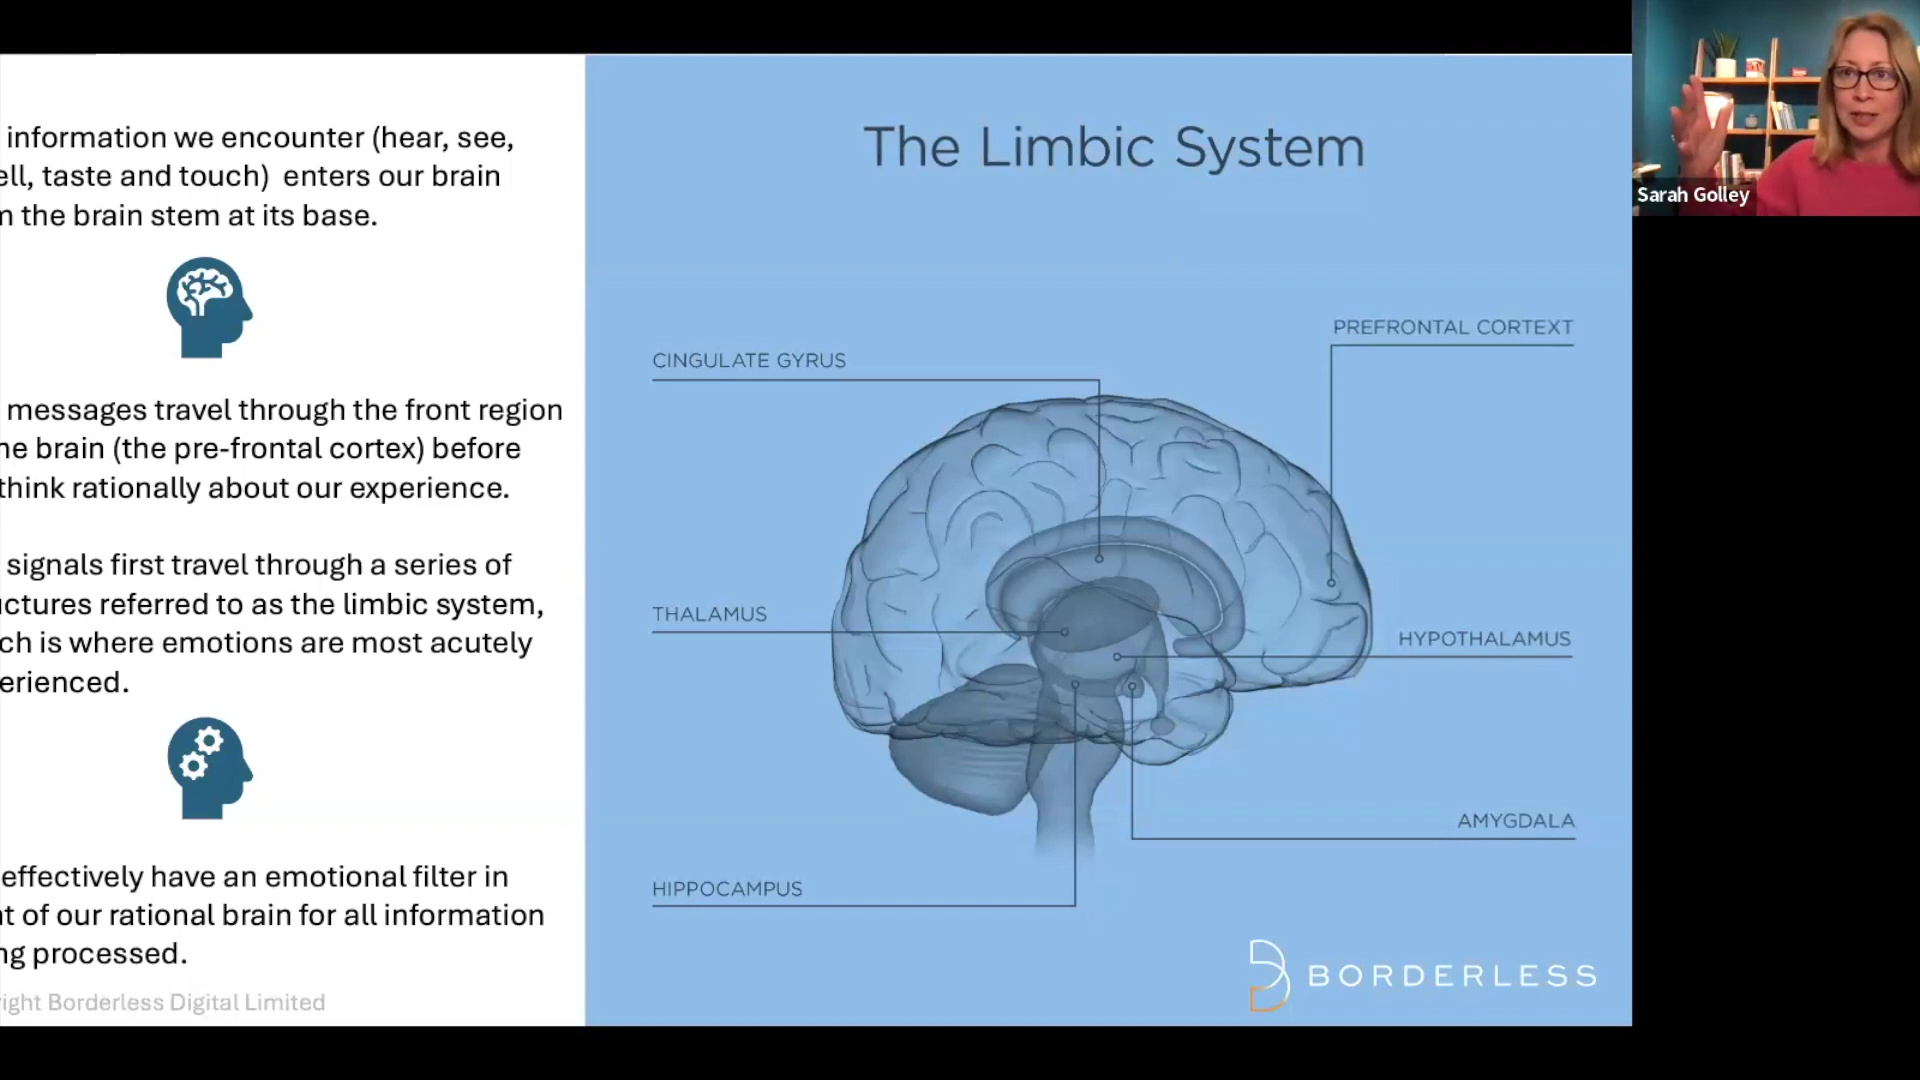 information we encounter (hear, see,
ell, taste and touch) enters our brain
the brain stem at its base.
messages travel through the front region
he brain (the pre-frontal cortex) before
think rationally about our experience.
signals first travel through a series of
ctures referred to as the limbic system,
ch is where emotions are most acutely
erienced.
effectively have an emotional filter in
t of our rational brain for all information
ng processed.
ight Borderless Digital Limited
The Limbic System
PREFRONTAL CORTEXT
CINGULATE GYRUS
THALAMUS
HYPOTHALAMUS
AMYGDALA
HIPPOCAMPUS
BORDERLESS
Sarah Golley